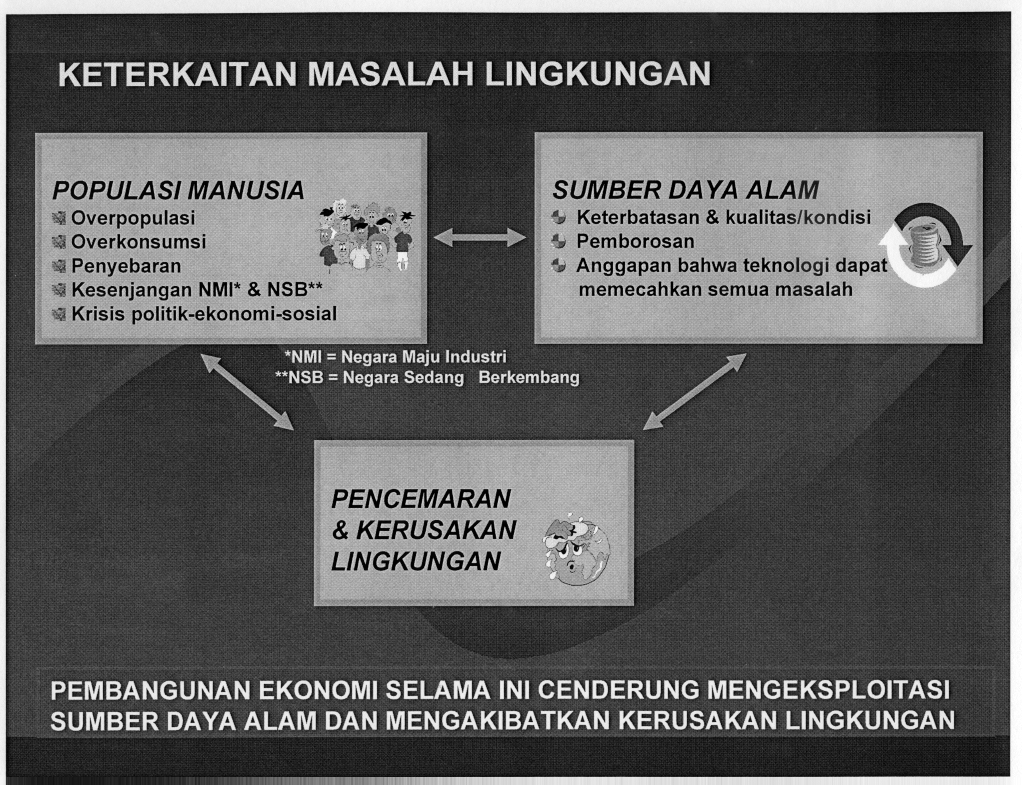 KETERKAITAN MASALAH LINGKUNGAN
POPULASI MANUSIA
Overpopulasi
Overkonsumsi
Penyebaran
Kesenjangan NMI* & NSB**
Krisis politik-ekonomi-sosial
SUMBER DAYA ALAM
Keterbatasan & kualitas/kondisi
Pemborosan
Anggapan bahwa teknologi dapat
memecahkan semua masalah
*NMI = Negara Maju Industri
**NSB = Negara Sedang Berkembang
PENCEMARAN
& KERUSAKAN
LINGKUNGAN
PEMBANGUNAN EKONOMI SELAMA INI CENDERUNG MENGEKSPLOITASI
SUMBER DAYA ALAM DAN MENGAKIBATKAN KERUSAKAN LINGKUNGAN